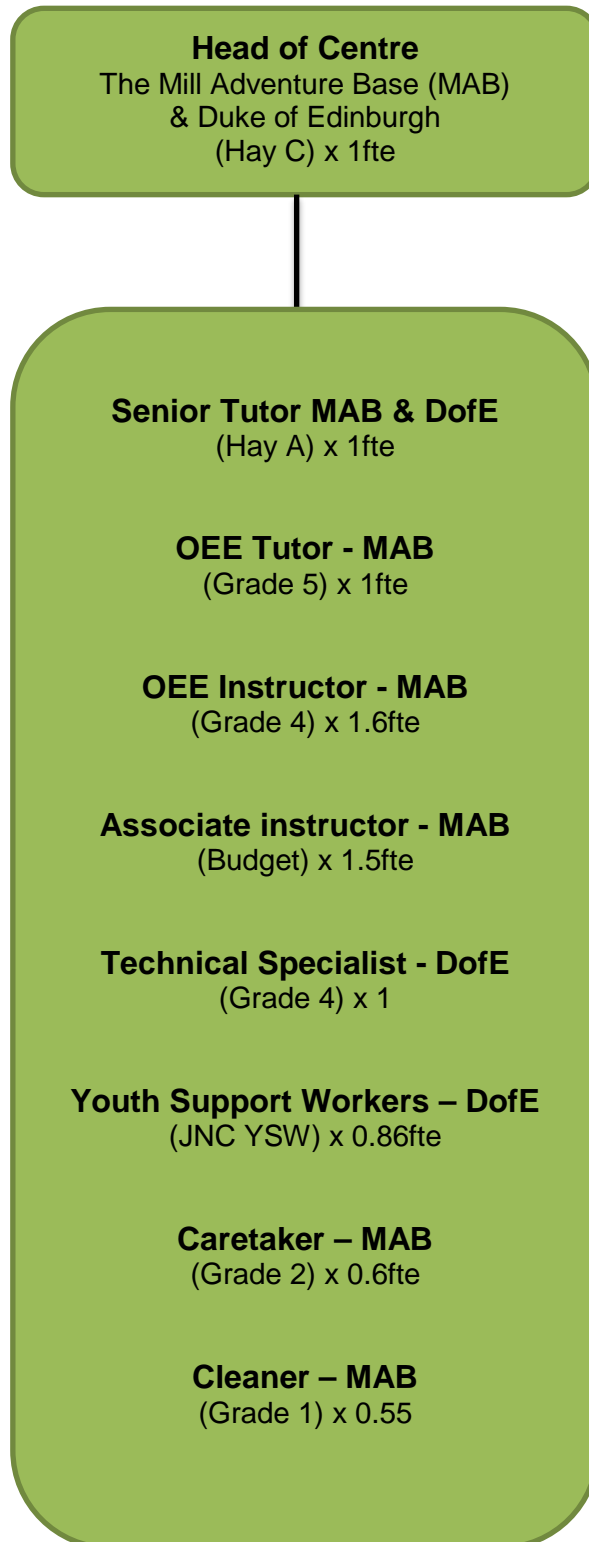 Head of Centre
The Mill Adventure Base (MAB)
& Duke of Edinburgh
(Hay C) x 1fte
Senior Tutor MAB & DofE
(Hay A) x 1fte
OEE Tutor - MAB
(Grade 5) x 1fte
OEE Instructor - MAB
(Grade 4) x 1.6fte
Associate instructor - MAB
(Budget) x 1.5fte
Technical Specialist - DofE
(Grade 4) x 1
Youth Support Workers – DofE
(JNC YSW) x 0.86fte
Caretaker – MAB
(Grade 2) x 0.6fte
Cleaner – MAB
(Grade 1) x 0.55